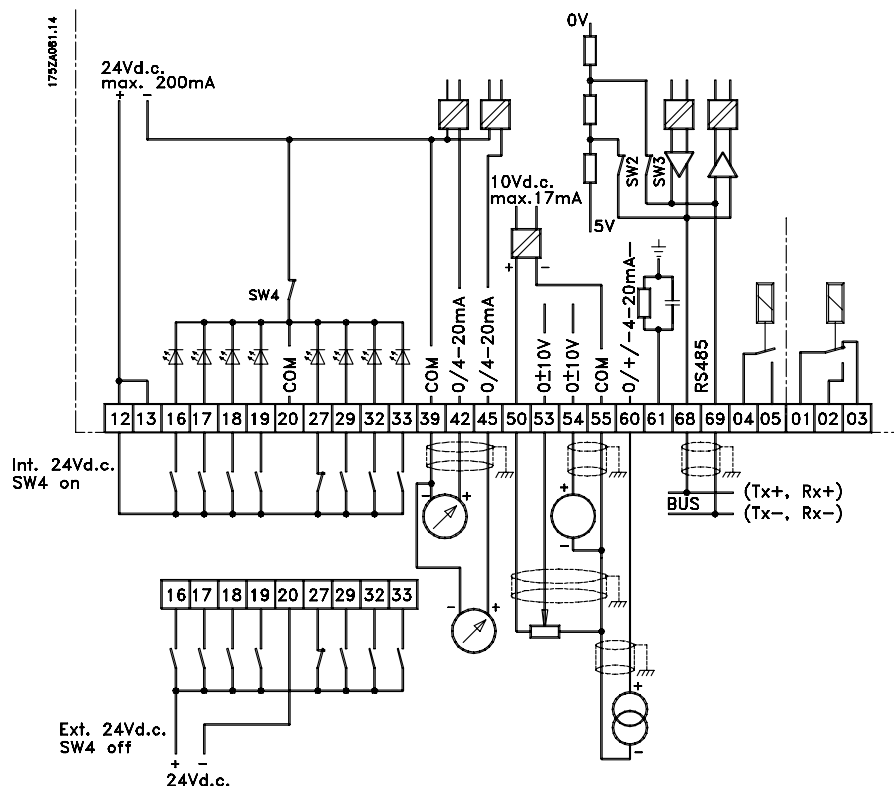 175ZA081.14
24Vd.c.
max. 200mA
+ −
0V
5V
SW2
SW3
10Vd.c.
max.17mA
+ −
SW4
COM
COM
0/4-20mA
0/4-20mA
0±10V
0±10V
COM
0/+/-4-20mA-
RS485
12 13 16 17 18 19 20 27 29 32 33 39 42 45 50 53 54 55 60 61 68 69 04 05 01 02 03
Int. 24Vd.c.
SW4 on
− +
+
−
BUS
(Tx+, Rx+)
(Tx-, Rx-)
16 17 18 19 20 27 29 32 33
− +
+
−
Ext. 24Vd.c.
SW4 off
+ −
24Vd.c.